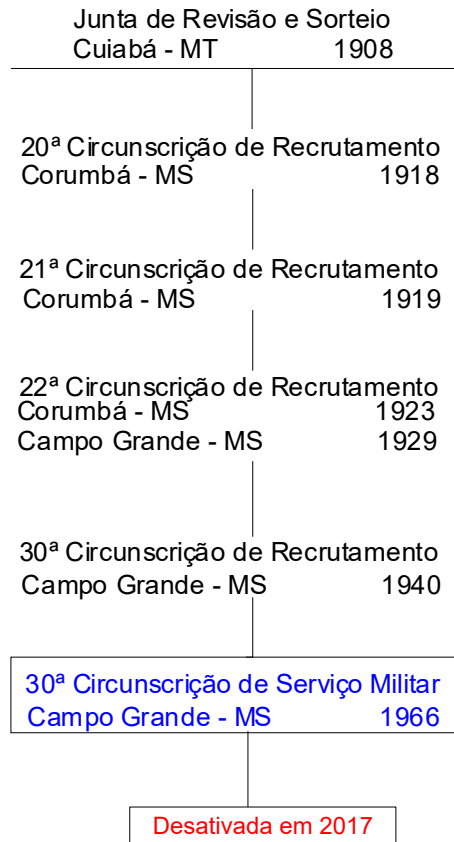 Junta de Revisão e Sorteio
Cuiabá - MT 1908
20ª Circunscrição de Recrutamento
Corumbá - MS 1918
21ª Circunscrição de Recrutamento
Corumbá - MS 1919
22ª Circunscrição de Recrutamento
Corumbá - MS 1923
Campo Grande - MS 1929
30ª Circunscrição de Recrutamento
Campo Grande - MS 1940
30ª Circunscrição de Serviço Militar
Campo Grande - MS 1966
Desativada em 2017